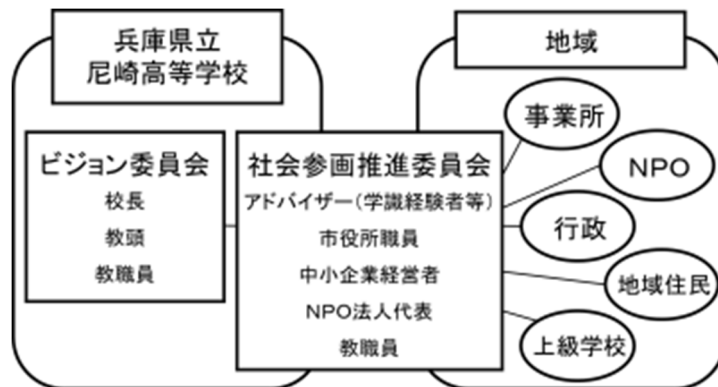 兵庫県立
尼崎高等学校
地域
ビジョン委員会
校長
教頭
教職員
社会参画推進委員会
アドバイザー(学識経験者等)
市役所職員
中小企業経営者
NPO法人代表
教職員
事業所
NPO
行政
地域住民
上級学校